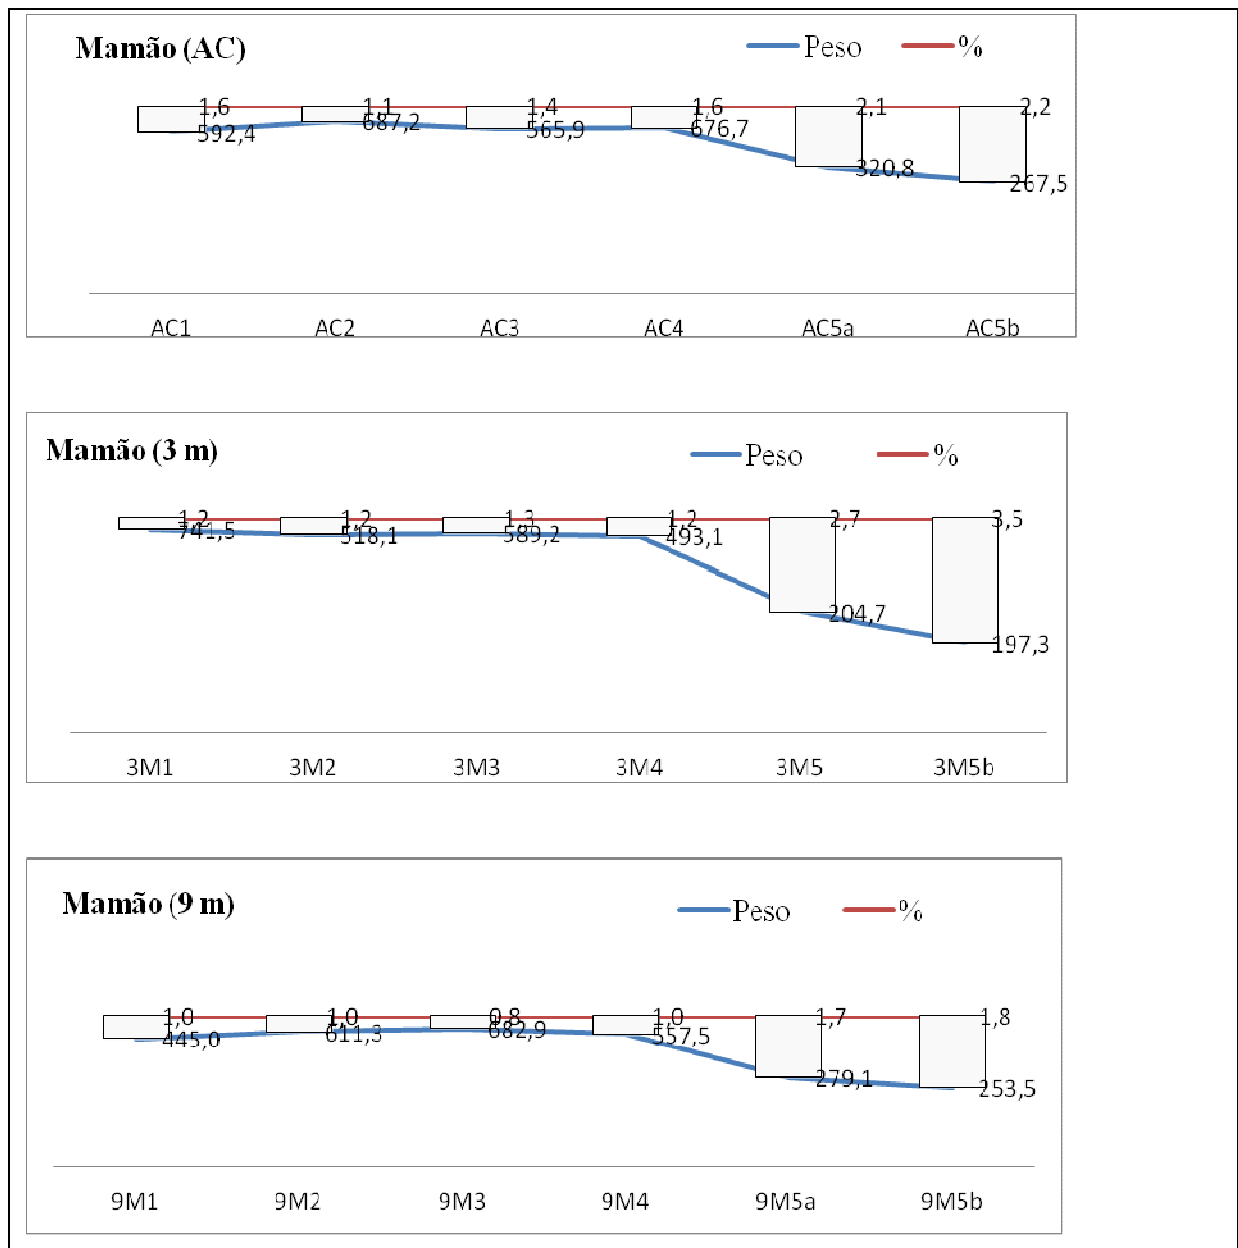 Mamão (AC)
Peso %
1,6 1,1 1,4 1,6 2,1 2,2
592,4 687,2 565,9 676,7 320,8 267,5
AC1 AC2 AC3 AC4 AC5a AC5b
Mamão (3 m)
Peso %
1,2 1,2 1,3 1,2 2,7 3,5
741,5 518,1 589,2 493,1 204,7 197,3
3M1 3M2 3M3 3M4 3M5 3M5b
Mamão (9 m)
Peso %
1,0 1,0 0,8 1,0 1,7 1,8
445,0 611,3 682,9 557,5 279,1 253,5
9M1 9M2 9M3 9M4 9M5a 9M5b